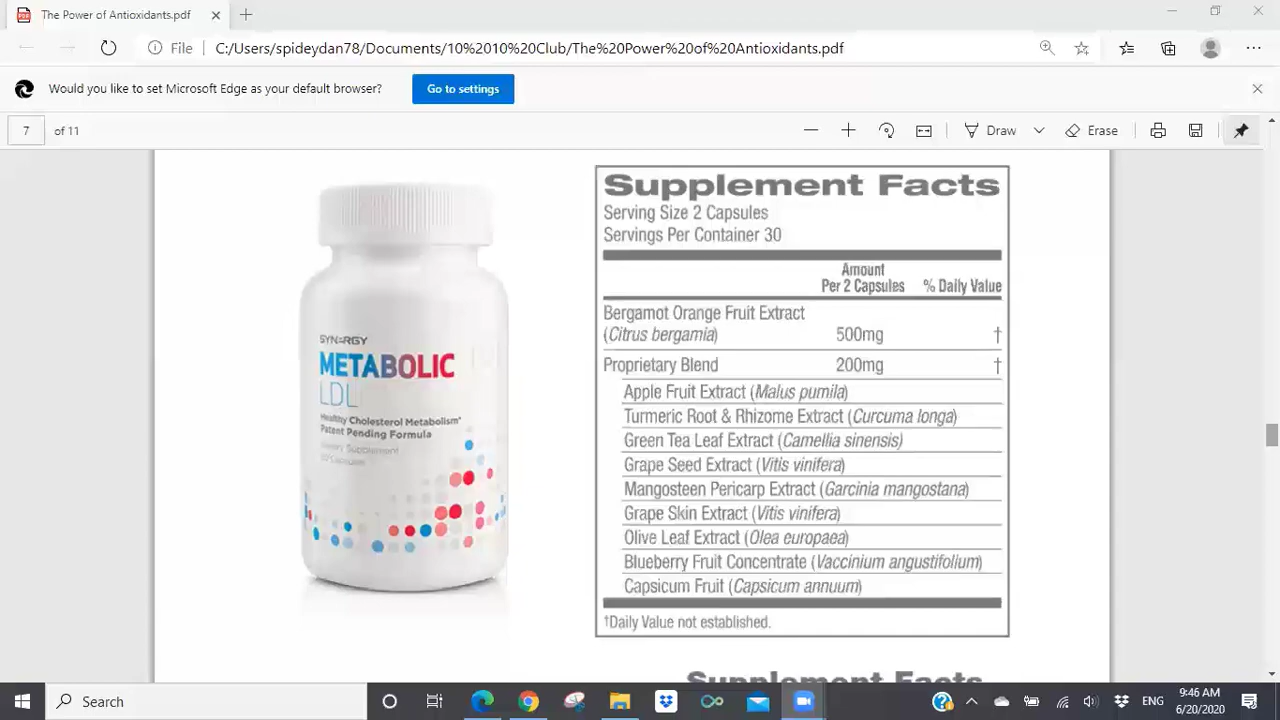 The Power of Antioxidants.pdf
File C:/Users/spideydan78/Documents/10%2010%20Club/The%20Power%20of%20Antioxidants.pdf
Would you like to set Microsoft Edge as your default browser? Go to settings
7 of 11 Draw Erase
Supplement Facts
Serving Size 2 Capsules
Servings Per Container 30
Amount
Per 2 Capsules % Daily Value
Bergamot Orange Fruit Extract
(Citrus bergamia) 500mg †
Proprietary Blend 200mg †
Apple Fruit Extract (Malus pumila)
Turmeric Root & Rhizome Extract (Curcuma longa)
Green Tea Leaf Extract (Camellia sinensis)
Grape Seed Extract (Vitis vinifera)
Mangosteen Pericarp Extract (Garcinia mangostana)
Grape Skin Extract (Vitis vinifera)
Olive Leaf Extract (Olea europaea)
Blueberry Fruit Concentrate (Vaccinium angustifolium)
Capsicum Fruit (Capsicum annuum)
†Daily Value not established.
SYNERGY
METABOLIC
LDL
Healthy Cholesterol Metabolism*
Patent Pending Formula
Dietary Supplement
Capsules
Supplement Facts
Search
ENG
9:46 AM
6/20/2020